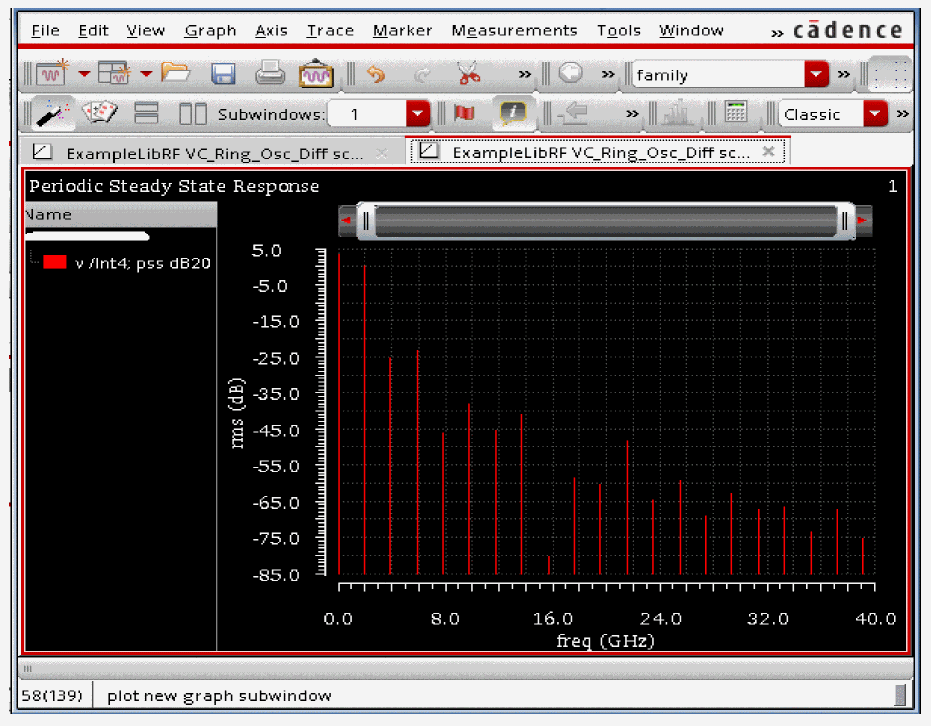 File Edit View Graph Axis Trace Marker Measurements Tools Window » cādence
» » family »
Subwindows: 1 » Classic »
ExampleLibRF VC_Ring_Osc_Diff sc... ExampleLibRF VC_Ring_Osc_Diff sc...
Periodic Steady State Response 1
Name
v /Int4; pss dB20
5.0
-5.0
-15.0
-25.0
-35.0
-45.0
-55.0
-65.0
-75.0
-85.0
rms (dB)
0.0 8.0 16.0 24.0 32.0 40.0
freq (GHz)
58(139) plot new graph subwindow